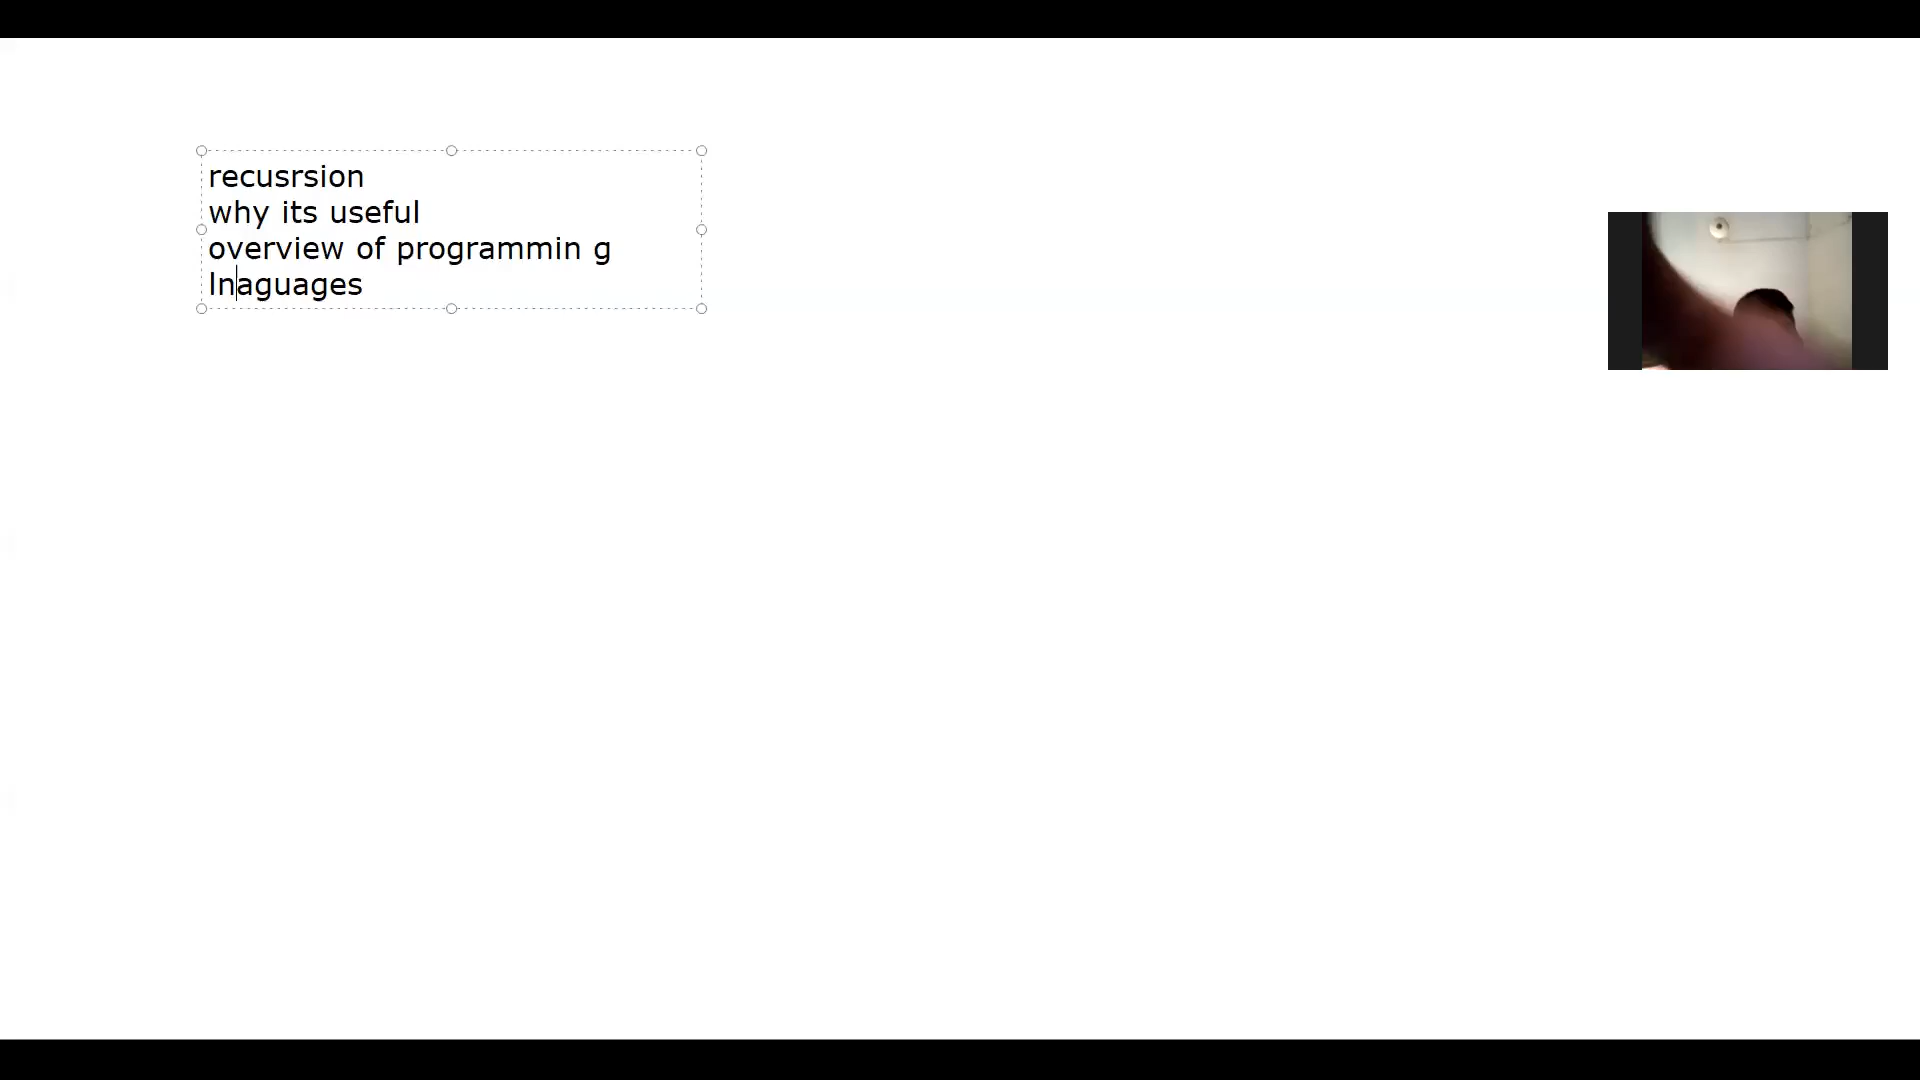 recusrsion
why its useful
overview of programmin g
lnaguages